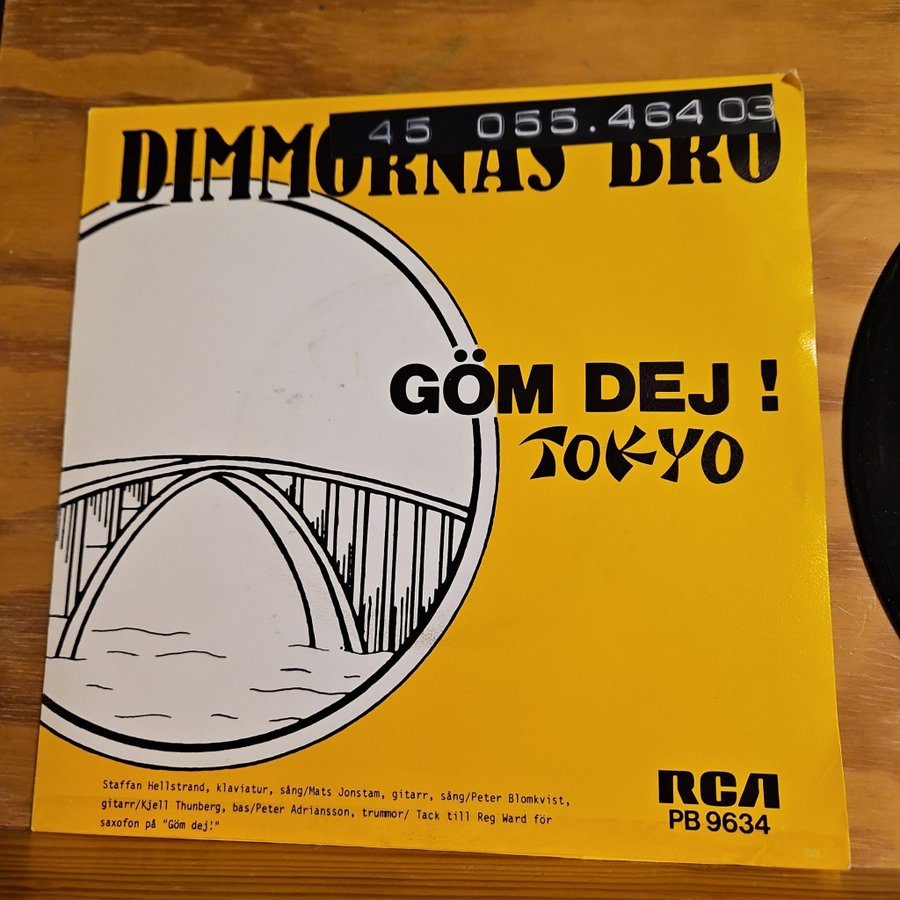 45 055.464 03
DIMMORNAS BRO
GÖM DEJ !
TOKYO
Staffan Hellstrand, klaviatur, sång/Mats Jonstam, gitarr, sång/Peter Blomkvist,
gitarr/Kjell Thunberg, bas/Peter Adriansson, trummor/ Tack till Reg Ward för
saxofon på "Göm dej!"
RCA
PB 9634